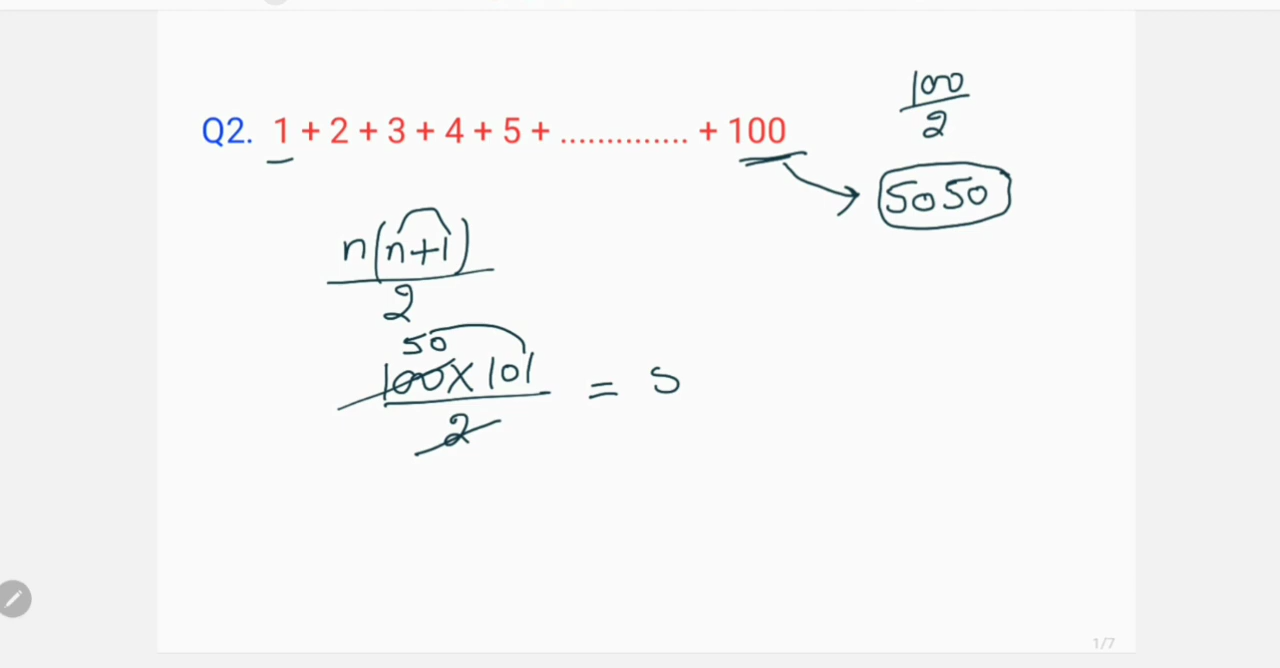 Q2. 1 + 2 + 3 + 4 + 5 + .............. + 100
100
2
5050
n(n+1)
2
50
100 X 101
2
= 5
1/7